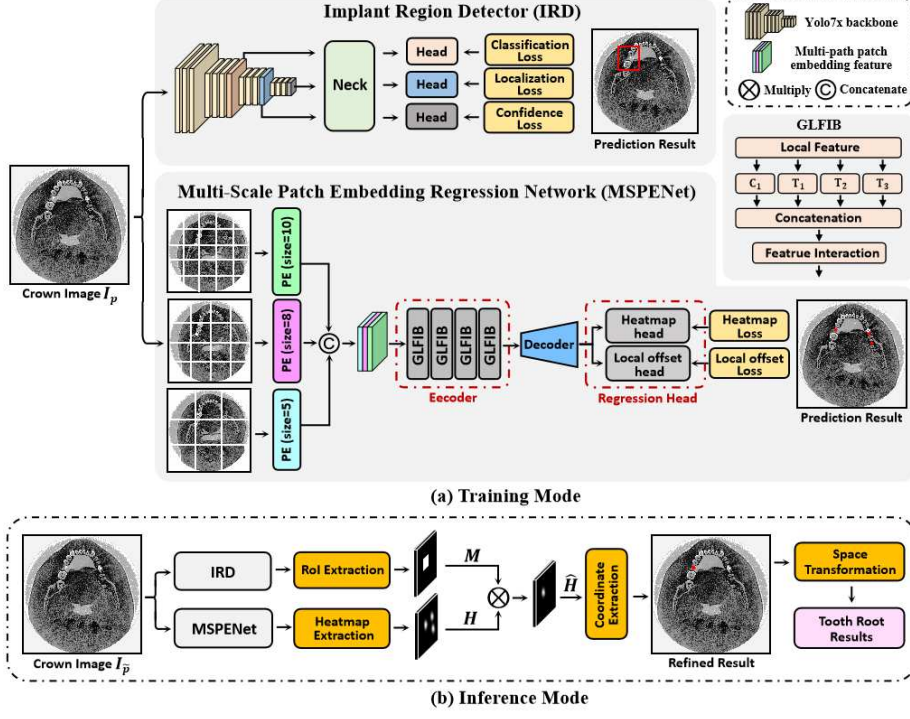 Implant Region Detector (IRD)
Neck
Head
Head
Head
Classification
Loss
Localization
Loss
Confidence
Loss
Prediction Result
Yolo7x backbone
Multi-path patch
embedding feature
Multiply
C Concatenate
GLFIB
Local Feature
C₁ T₁ T₂ T₃
Concatenation
Featrue Interaction
Crown Image Iₚ
Multi-Scale Patch Embedding Regression Network (MSPENet)
PE (size=10)
PE (size=8)
PE (size=5)
C
GLFIB
GLFIB
GLFIB
GLFIB
Eecoder
Decoder
Heatmap
head
Local offset
head
Regression Head
Heatmap
Loss
Local offset
Loss
Prediction Result
(a) Training Mode
Crown Image I_p̃
IRD
MSPENet
RoI Extraction
Heatmap
Extraction
M
H
Ĥ
Coordinate
Extraction
Refined Result
Space
Transformation
Tooth Root
Results
(b) Inference Mode